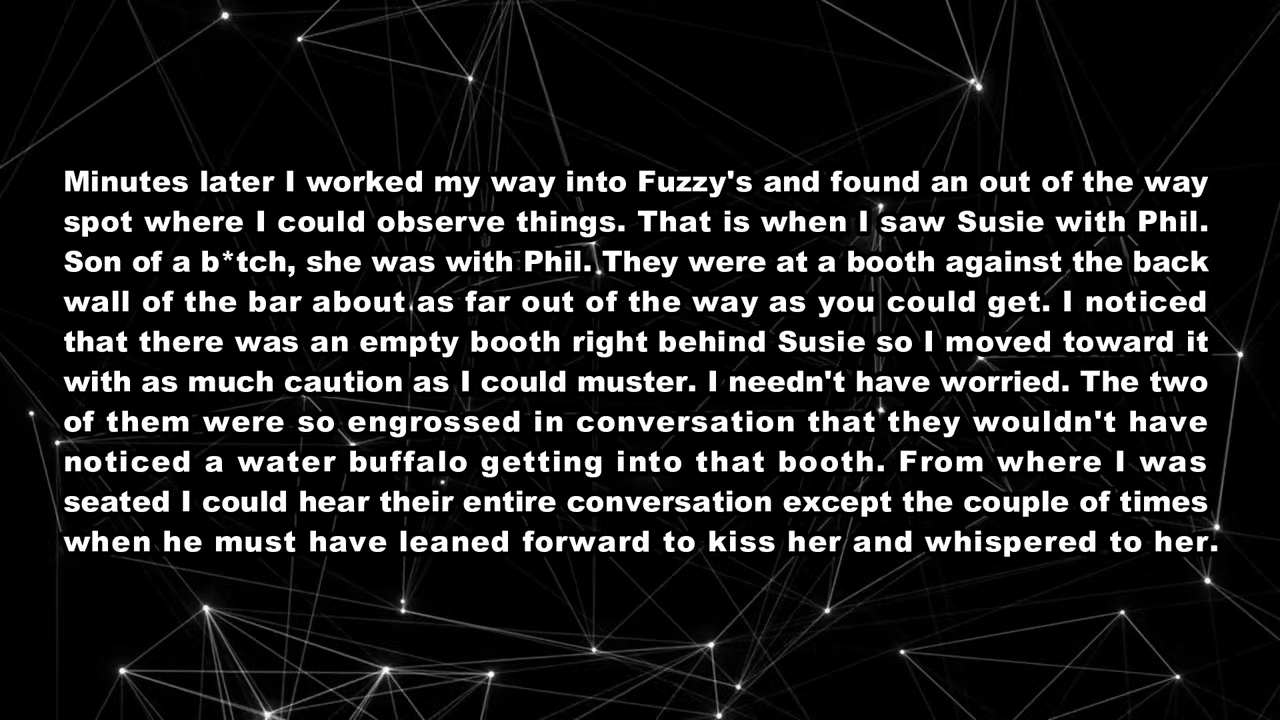 Minutes later I worked my way into Fuzzy's and found an out of the way
spot where I could observe things. That is when I saw Susie with Phil.
Son of a b*tch, she was with Phil. They were at a booth against the back
wall of the bar about as far out of the way as you could get. I noticed
that there was an empty booth right behind Susie so I moved toward it
with as much caution as I could muster. I needn't have worried. The two
of them were so engrossed in conversation that they wouldn't have
noticed a water buffalo getting into that booth. From where I was
seated I could hear their entire conversation except the couple of times
when he must have leaned forward to kiss her and whispered to her.